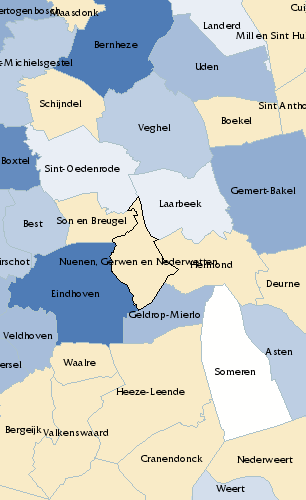 ertogenbosch
Maasdonk
Cui
Landerd
Mill en Sint Hu
Bernheze
-Michielsgestel
Uden
Schijndel
Sint Antho
Boekel
Veghel
Boxtel
Sint-Oedenrode
Gemert-Bakel
Laarbeek
Best
Son en Breugel
irschot
Nuenen, Gerwen en Nederwetten
Helmond
Deurne
Eindhoven
Geldrop-Mierlo
Veldhoven
Asten
ersel
Waalre
Someren
Heeze-Leende
Bergeijk
Valkenswaard
Cranendonck
Nederweert
Weert